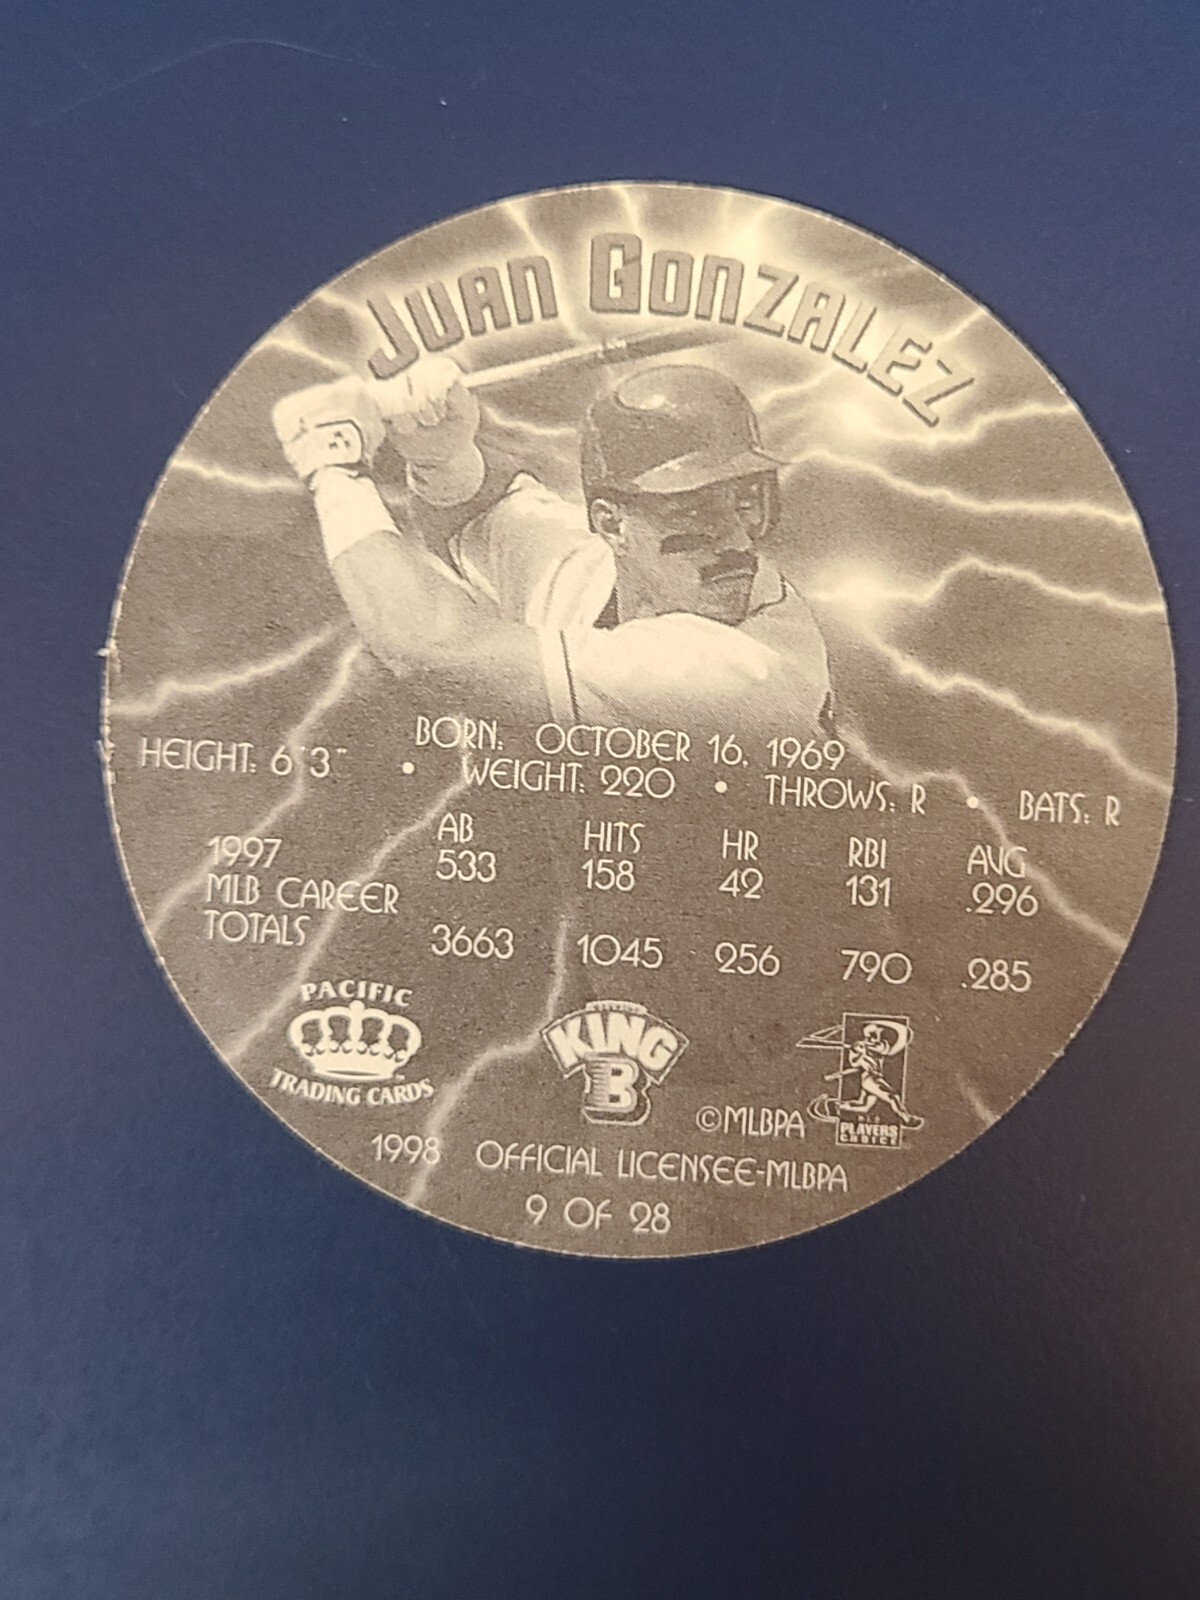 JUAN GONZALEZ
BORN: OCTOBER 16, 1969
HEIGHT: 6'3" • WEIGHT: 220 • THROWS: R • BATS: R
AB HITS HR RBI AVG
1997 533 158 42 131 .296
MLB CAREER
TOTALS 3663 1045 256 790 .285
PACIFIC
TRADING CARDS
KING
B
©MLBPA
PLAYERS
CHOICE
1998 OFFICIAL LICENSEE-MLBPA
9 OF 28